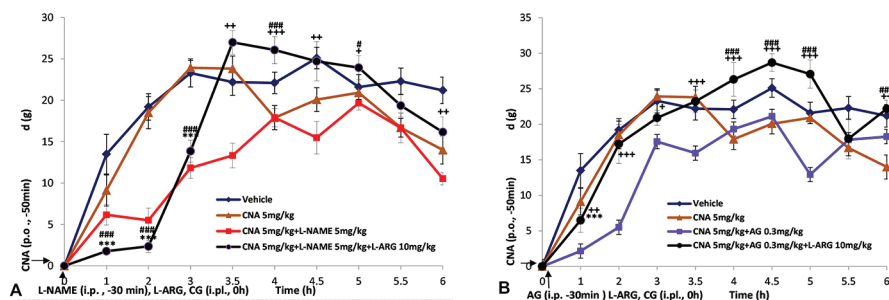 30
25
20
15
10
5
0
d (g)
CNA (p.o., -50min)
++
###
+++
++
#
+
++
###
***
###
***
###
***
Vehicle
CNA 5mg/kg
CNA 5mg/kg+L-NAME 5mg/kg
CNA 5mg/kg+L-NAME 5mg/kg+L-ARG 10mg/kg
0 1 2 3 3.5 4 4.5 5 5.5 6
A L-NAME (i.p. , -30 min), L-ARG, CG (i.pl., 0h) Time (h)
35
30
25
20
15
10
5
0
d (g)
CNA (p.o., -50min)
++
***
+++
+
+++
###
+++
###
+++
###
+++
Vehicle
CNA 5mg/kg
CNA 5mg/kg+AG 0.3mg/kg
CNA 5mg/kg+AG 0.3mg/kg+L-ARG 10mg/kg
0 1 2 3 3.5 4 4.5 5 5.5 6
B AG (i.p. -30min ) L-ARG, CG (i.pl., 0h) Time (h)